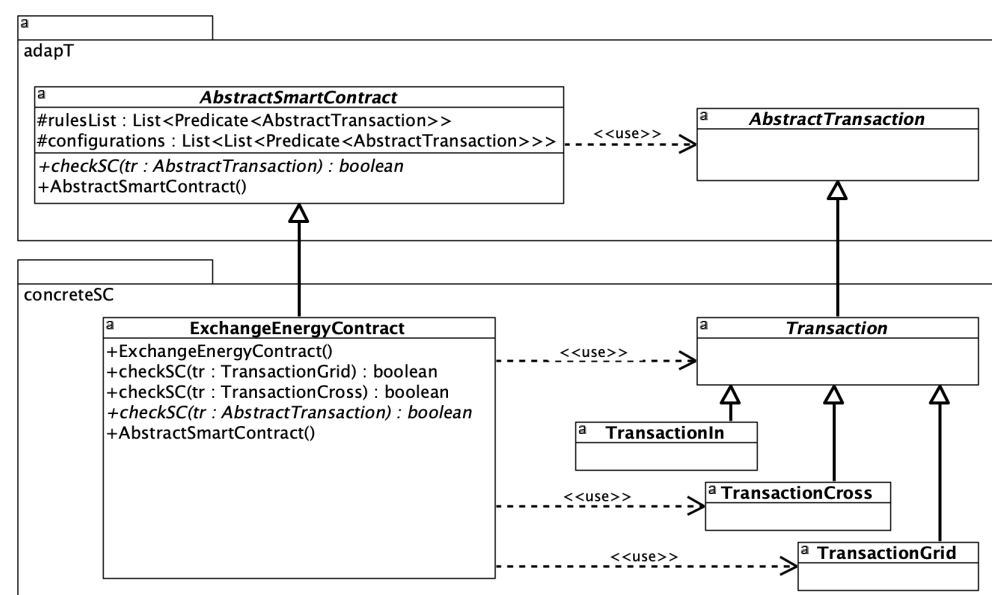 a
adapT
a
AbstractSmartContract
#rulesList : List<Predicate<AbstractTransaction>>
#configurations : List<List<Predicate<AbstractTransaction>>>
+checkSC(tr : AbstractTransaction) : boolean
+AbstractSmartContract()
<<use>>
a
AbstractTransaction
concreteSC
a
ExchangeEnergyContract
+ExchangeEnergyContract()
+checkSC(tr : TransactionGrid) : boolean
+checkSC(tr : TransactionCross) : boolean
+checkSC(tr : AbstractTransaction) : boolean
+AbstractSmartContract()
<<use>>
a
Transaction
a
TransactionIn
<<use>>
a
TransactionCross
<<use>>
a
TransactionGrid